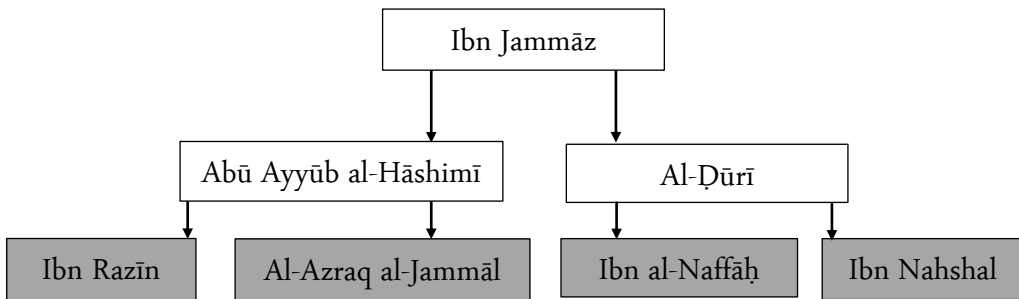 Ibn Jammāz
Abū Ayyūb al-Hāshimī
Al-Ḍūrī
Ibn Razīn
Al-Azraq al-Jammāl
Ibn al-Naffāḥ
Ibn Nahshal